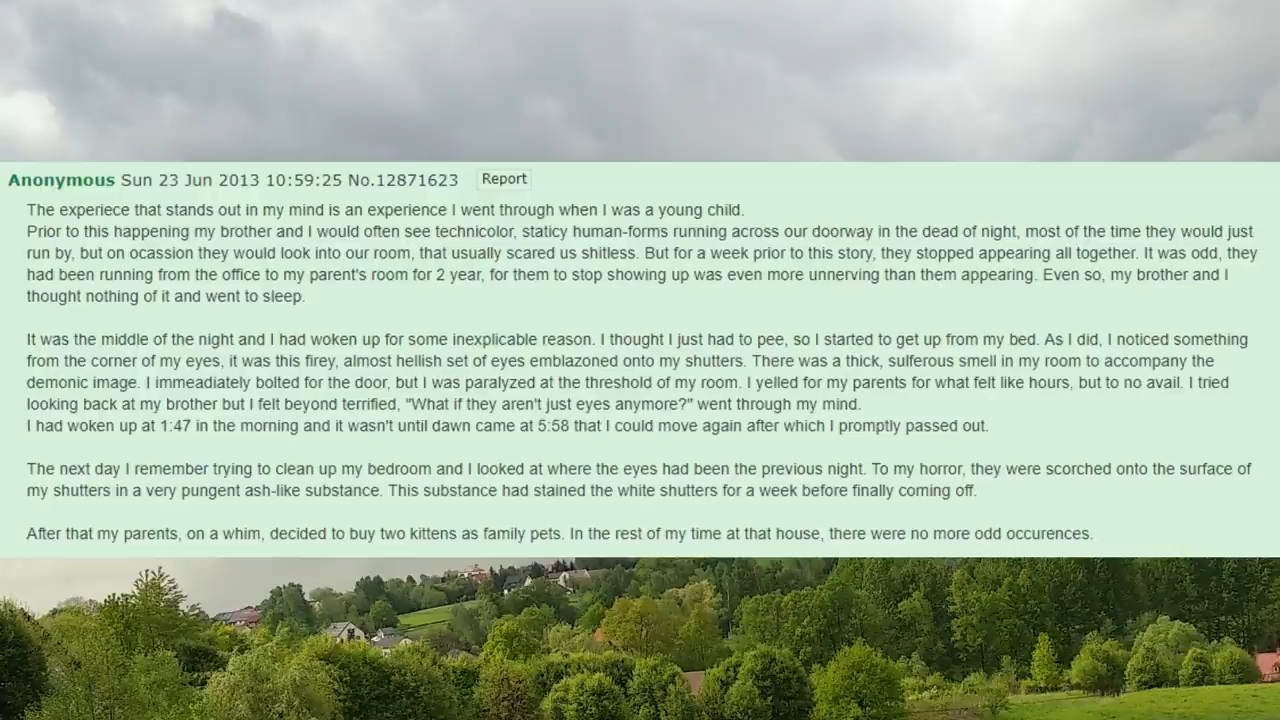 Anonymous Sun 23 Jun 2013 10:59:25 No.12871623 Report
The experiece that stands out in my mind is an experience I went through when I was a young child.
Prior to this happening my brother and I would often see technicolor, staticy human-forms running across our doorway in the dead of night, most of the time they would just
run by, but on ocassion they would look into our room, that usually scared us shitless. But for a week prior to this story, they stopped appearing all together. It was odd, they
had been running from the office to my parent's room for 2 year, for them to stop showing up was even more unnerving than them appearing. Even so, my brother and I
thought nothing of it and went to sleep.
It was the middle of the night and I had woken up for some inexplicable reason. I thought I just had to pee, so I started to get up from my bed. As I did, I noticed something
from the corner of my eyes, it was this firey, almost hellish set of eyes emblazoned onto my shutters. There was a thick, sulferous smell in my room to accompany the
demonic image. I immeadiately bolted for the door, but I was paralyzed at the threshold of my room. I yelled for my parents for what felt like hours, but to no avail. I tried
looking back at my brother but I felt beyond terrified, "What if they aren't just eyes anymore?" went through my mind.
I had woken up at 1:47 in the morning and it wasn't until dawn came at 5:58 that I could move again after which I promptly passed out.
The next day I remember trying to clean up my bedroom and I looked at where the eyes had been the previous night. To my horror, they were scorched onto the surface of
my shutters in a very pungent ash-like substance. This substance had stained the white shutters for a week before finally coming off.
After that my parents, on a whim, decided to buy two kittens as family pets. In the rest of my time at that house, there were no more odd occurences.